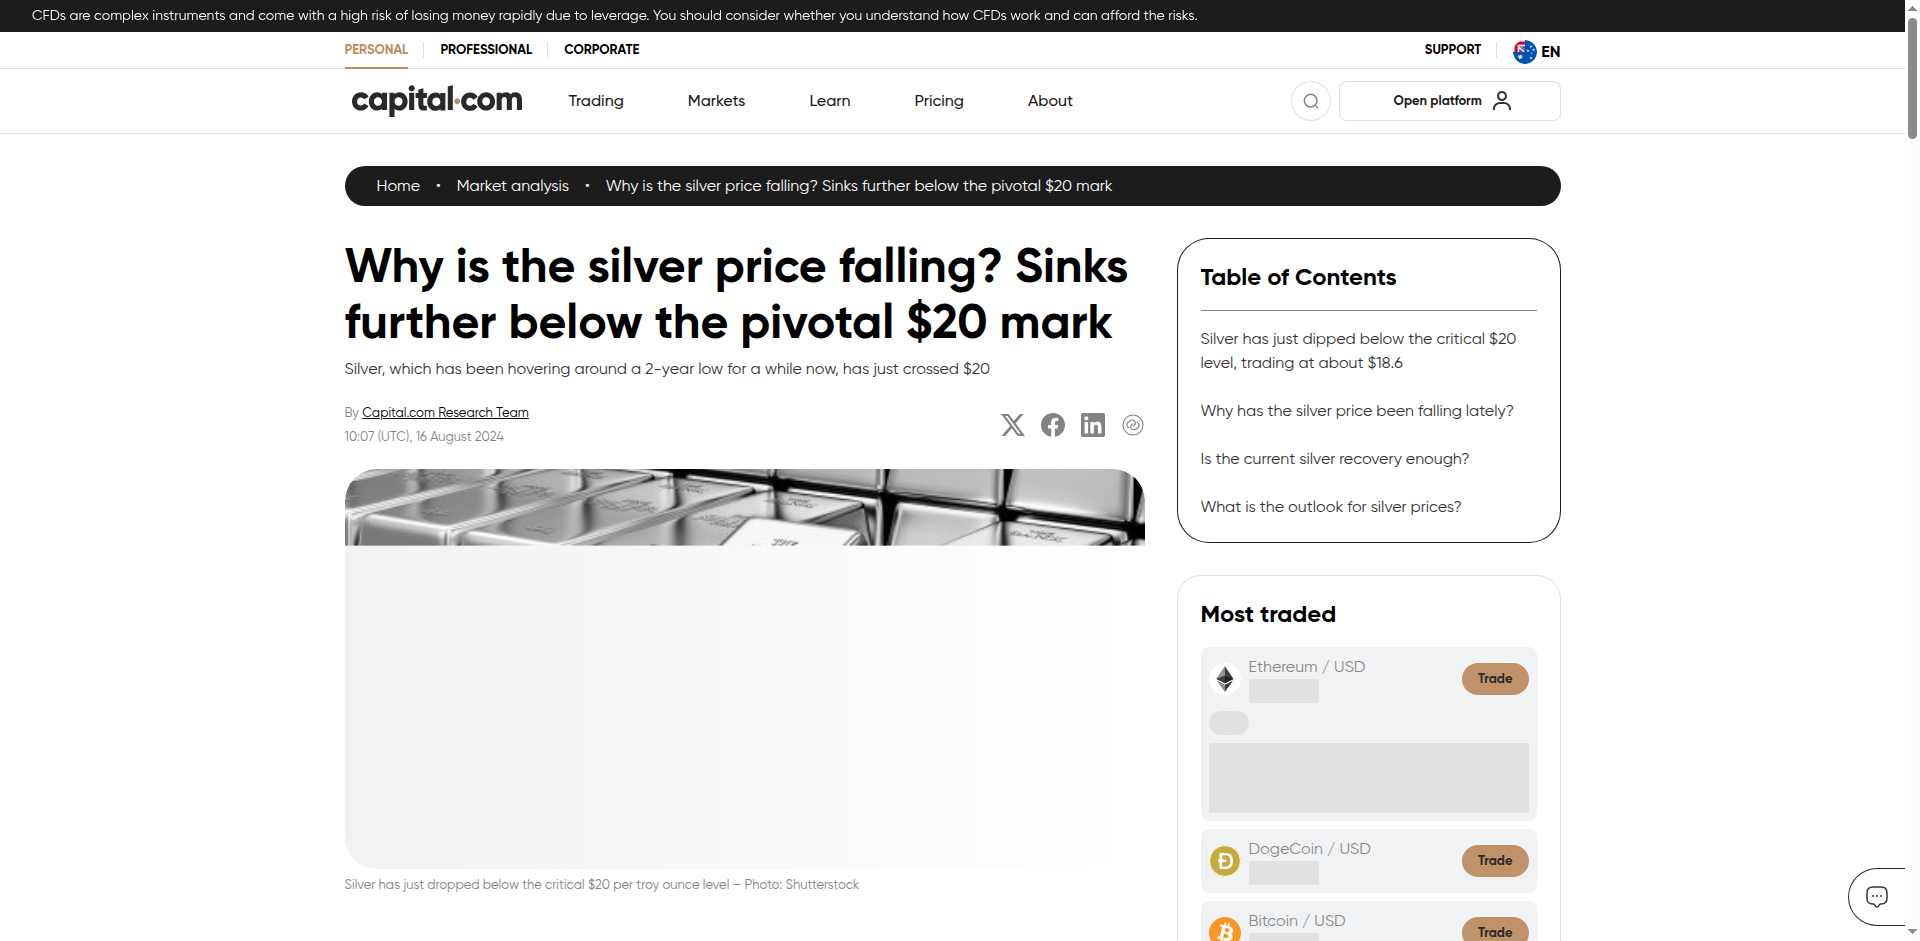 CFDs are complex instruments and come with a high risk of losing money rapidly due to leverage. You should consider whether you understand how CFDs work and can afford the risks.
PERSONAL
PROFESSIONAL
CORPORATE
SUPPORT
EN
capital.com
Trading
Markets
Learn
Pricing
About
Open platform
Home • Market analysis • Why is the silver price falling? Sinks further below the pivotal $20 mark
Why is the silver price falling? Sinks
further below the pivotal $20 mark
Silver, which has been hovering around a 2-year low for a while now, has just crossed $20
By Capital.com Research Team
10:07 (UTC), 16 August 2024
Silver has just dropped below the critical $20 per troy ounce level – Photo: Shutterstock
Table of Contents
Silver has just dipped below the critical $20
level, trading at about $18.6
Why has the silver price been falling lately?
Is the current silver recovery enough?
What is the outlook for silver prices?
Most traded
Ethereum / USD
Trade
DogeCoin / USD
Trade
Bitcoin / USD
Trade